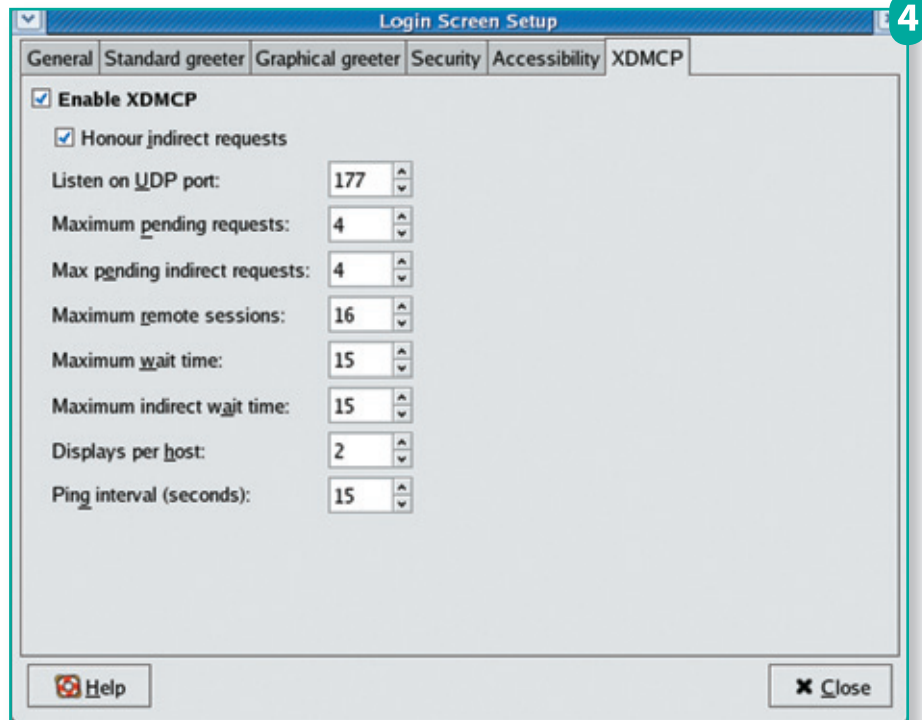 Login Screen Setup
4
General Standard greeter Graphical greeter Security Accessibility XDMCP
Enable XDMCP
Honour indirect requests
Listen on UDP port: 177
Maximum pending requests: 4
Max pending indirect requests: 4
Maximum remote sessions: 16
Maximum wait time: 15
Maximum indirect wait time: 15
Displays per host: 2
Ping interval (seconds): 15
Help Close